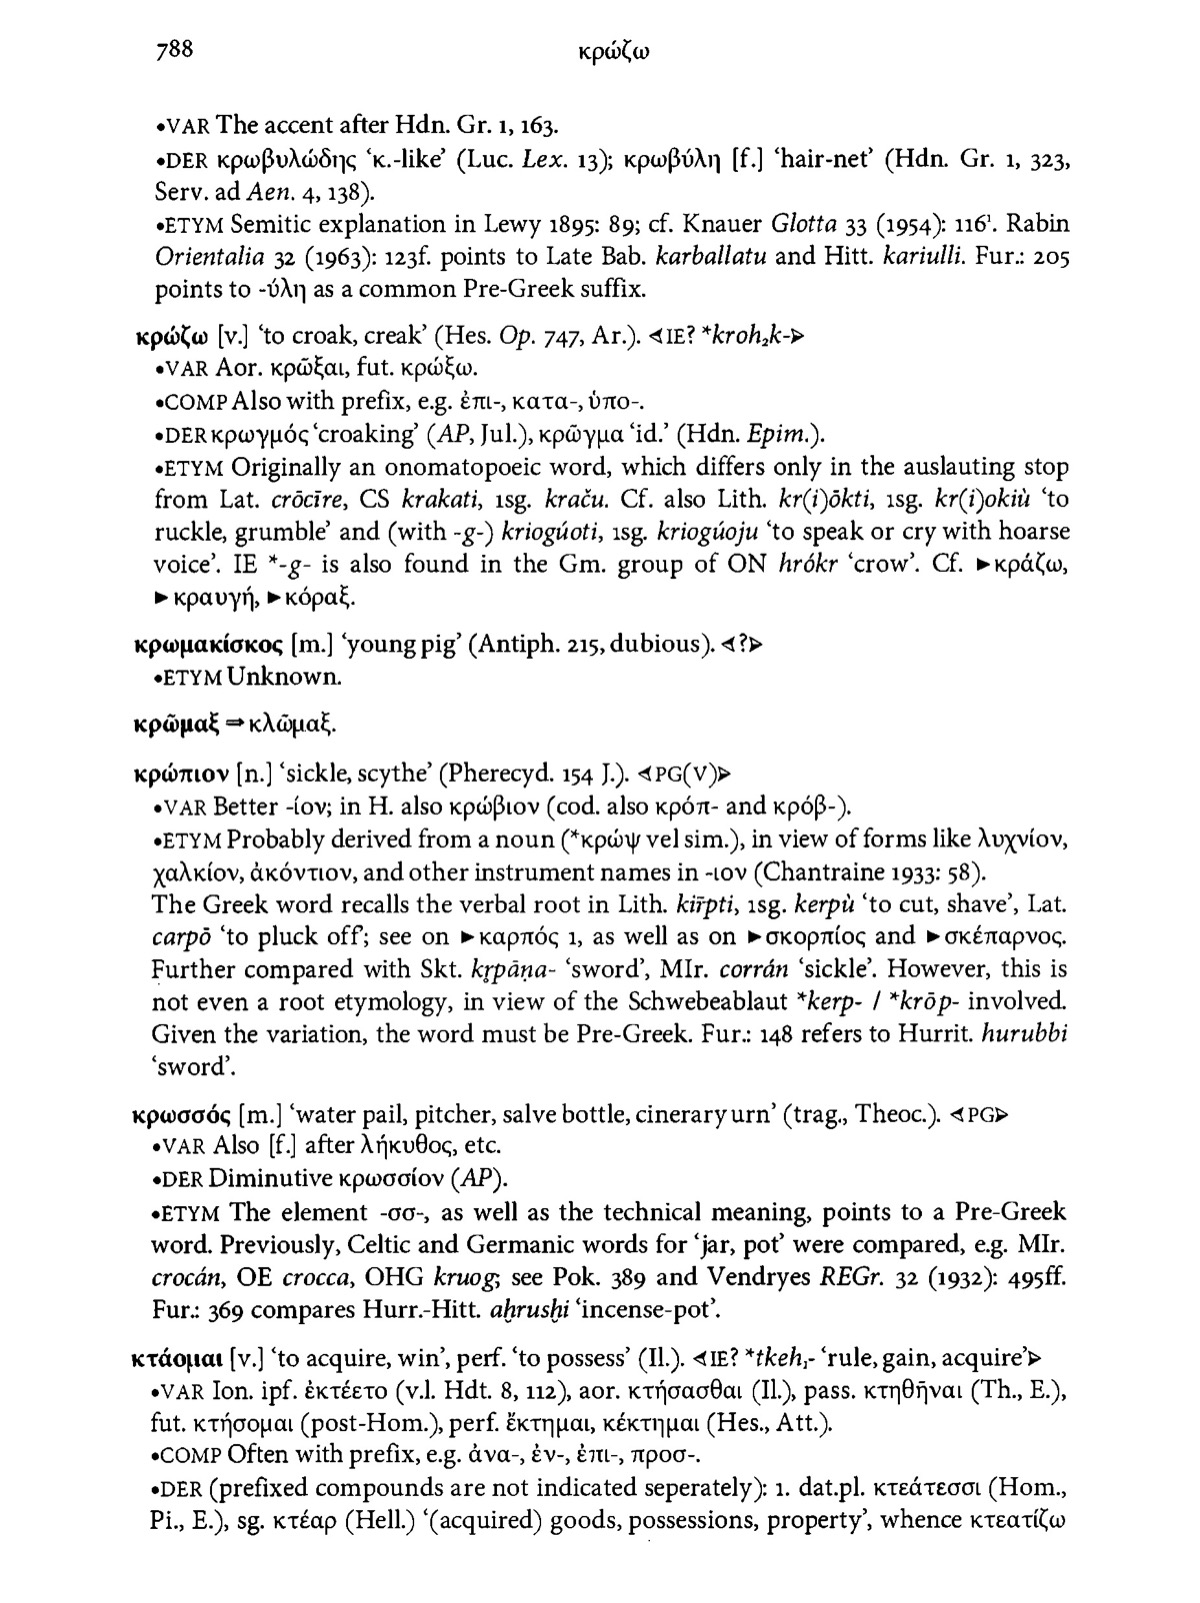 788 κρώζω
•VAR The accent after Hdn. Gr. 1, 163.
•DER κρωβυλώδης ‘κ.-like’ (Luc. Lex. 13); κρωβύλη [f.] ‘hair-net’ (Hdn. Gr. 1, 323,
Serv. ad Aen. 4, 138).
•ETYM Semitic explanation in Lewy 1895: 89; cf. Knauer Glotta 33 (1954): 116¹. Rabin
Orientalia 32 (1963): 123f. points to Late Bab. karballatu and Hitt. kariulli. Fur.: 205
points to -ύλη as a common Pre-Greek suffix.
κρώζω [v.] ‘to croak, creak’ (Hes. Op. 747, Ar.). ⊲IE? *kroh₂k-⊳
•VAR Aor. κρῶξαι, fut. κρώξω.
•COMP Also with prefix, e.g. ἐπι-, κατα-, ὑπο-.
•DER κρωγμός ‘croaking’ (AP, Jul.), κρῶγμα ‘id.’ (Hdn. Epim.).
•ETYM Originally an onomatopoeic word, which differs only in the auslauting stop
from Lat. crōcīre, CS krakati, 1sg. kraču. Cf. also Lith. kr(i)õkti, 1sg. kr(i)okiù ‘to
ruckle, grumble’ and (with -g-) kriogúoti, 1sg. kriogúoju ‘to speak or cry with hoarse
voice’. IE *-g- is also found in the Gm. group of ON hrókr ‘crow’. Cf. ►κράζω,
►κραυγή, ►κόραξ.
κρωμακίσκος [m.] ‘young pig’ (Antiph. 215, dubious). ⊲?⊳
•ETYM Unknown.
κρῶμαξ ⇒ κλῶμαξ.
κρώπιον [n.] ‘sickle, scythe’ (Pherecyd. 154 J.). ⊲PG(V)⊳
•VAR Better -ίον; in H. also κρώβιον (cod. also κρόπ- and κρόβ-).
•ETYM Probably derived from a noun (*κρώψ vel sim.), in view of forms like λυχνίον,
χαλκίον, ἀκόντιον, and other instrument names in -ιον (Chantraine 1933: 58).
The Greek word recalls the verbal root in Lith. kir̃pti, 1sg. kerpù ‘to cut, shave’, Lat.
carpō ‘to pluck off’; see on ►καρπός 1, as well as on ►σκορπίος and ►σκέπαρνος.
Further compared with Skt. kr̥pāṇa- ‘sword’, MIr. corrán ‘sickle’. However, this is
not even a root etymology, in view of the Schwebeablaut *kerp- / *krōp- involved.
Given the variation, the word must be Pre-Greek. Fur.: 148 refers to Hurrit. hurubbi
‘sword’.
κρωσσός [m.] ‘water pail, pitcher, salve bottle, cinerary urn’ (trag., Theoc.). ⊲PG⊳
•VAR Also [f.] after λήκυθος, etc.
•DER Diminutive κρωσσίον (AP).
•ETYM The element -σσ-, as well as the technical meaning, points to a Pre-Greek
word. Previously, Celtic and Germanic words for ‘jar, pot’ were compared, e.g. MIr.
crocán, OE crocca, OHG kruog; see Pok. 389 and Vendryes REGr. 32 (1932): 495ff.
Fur.: 369 compares Hurr.-Hitt. aḫrusḫi ‘incense-pot’.
κτάομαι [v.] ‘to acquire, win’, perf. ‘to possess’ (Il.). ⊲IE? *tkeh₁- ‘rule, gain, acquire’⊳
•VAR Ion. ipf. ἐκτέετο (v.l. Hdt. 8, 112), aor. κτήσασθαι (Il.), pass. κτηθῆναι (Th., E.),
fut. κτήσομαι (post-Hom.), perf. ἔκτημαι, κέκτημαι (Hes., Att.).
•COMP Often with prefix, e.g. ἀνα-, ἐν-, ἐπι-, προσ-.
•DER (prefixed compounds are not indicated seperately): 1. dat.pl. κτεάτεσσι (Hom.,
Pi., E.), sg. κτέαρ (Hell.) ‘(acquired) goods, possessions, property’, whence κτεατίζω